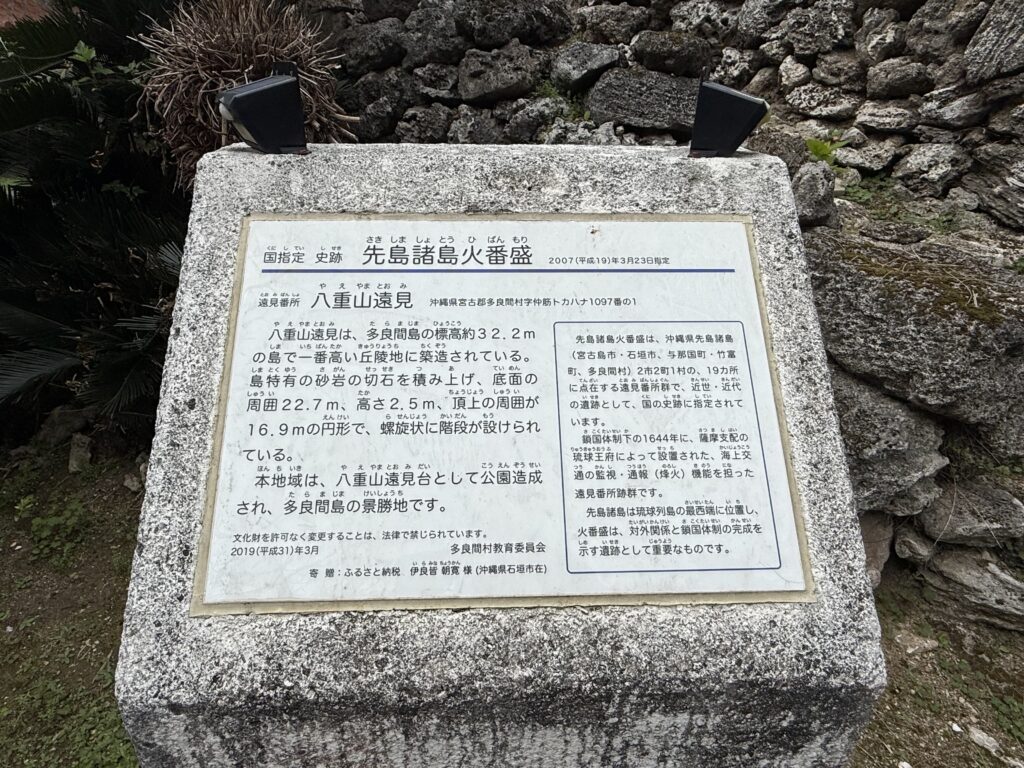 国指定 史跡 先島諸島火番盛 2007(平成19)年3月23日指定
遠見番所 八重山遠見 沖縄県宮古郡多良間村字仲筋トカハナ1097番の1
八重山遠見は、多良間島の標高約32.2m
の島で一番高い丘陵地に築造されている。
島特有の砂岩の切石を積み上げ、底面の
周囲22.7m、高さ2.5m、頂上の周囲が
16.9mの円形で、螺旋状に階段が設けられ
ている。
本地域は、八重山遠見台として公園造成
され、多良間島の景勝地です。
文化財を許可なく変更することは、法律で禁じられています。
2019(平成31)年3月 多良間村教育委員会
寄 贈：ふるさと納税 伊良皆 朝寛 様 (沖縄県石垣市在)
先島諸島火番盛は、沖縄県先島諸島
(宮古島市・石垣市、与那国町・竹富
町、多良間村) 2市2町1村の、19カ所
に点在する遠見番所群で、近世・近代
の遺跡として、国の史跡に指定されて
います。
鎖国体制下の1644年に、薩摩支配の
琉球王府によって設置された、海上交
通の監視・通報 (烽火) 機能を担った
遠見番所跡群です。
先島諸島は琉球列島の最西端に位置し、
火番盛は、対外関係と鎖国体制の完成を
示す遺跡として重要なものです。